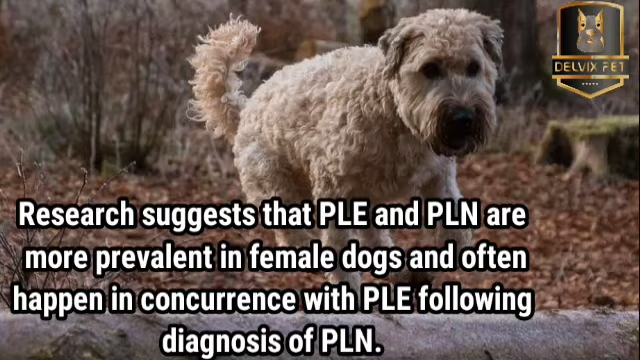 DELVIX PET
Research suggests that PLE and PLN are
more prevalent in female dogs and often
happen in concurrence with PLE following
diagnosis of PLN.